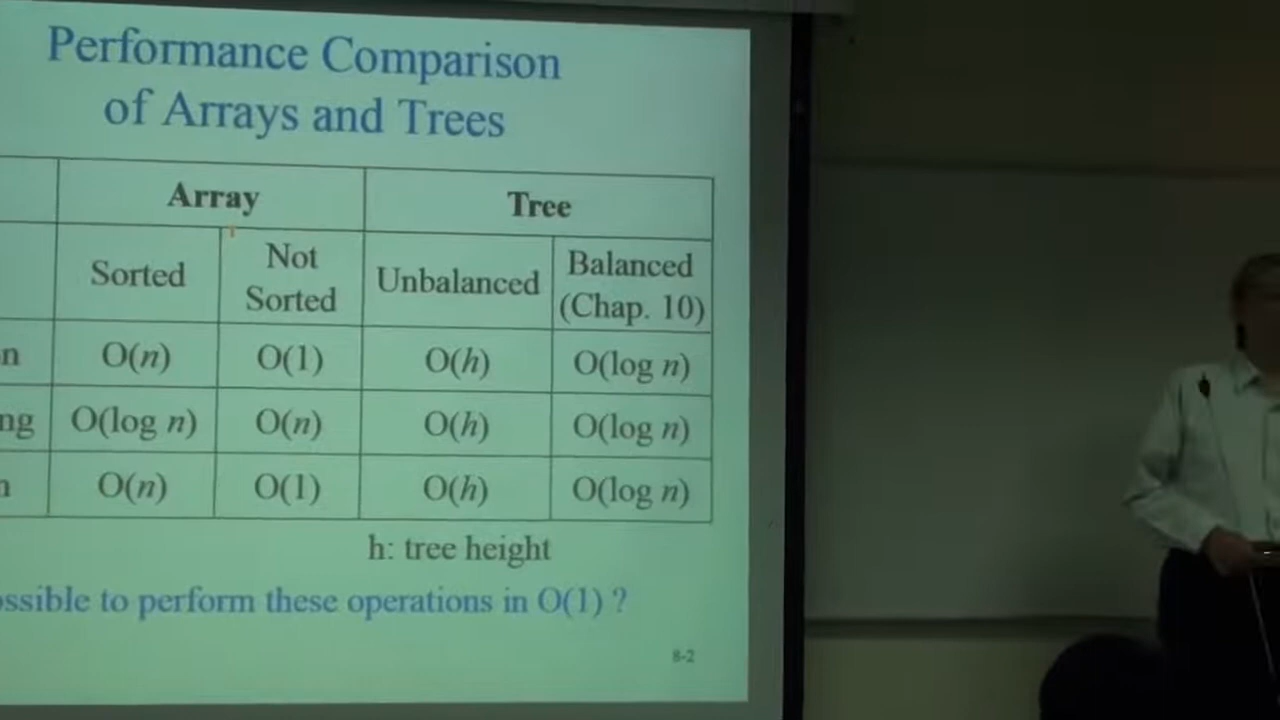 Performance Comparison
of Arrays and Trees
Array Tree
Sorted Not Sorted Unbalanced Balanced (Chap. 10)
n O(n) O(1) O(h) O(log n)
ng O(log n) O(n) O(h) O(log n)
O(n) O(1) O(h) O(log n)
h: tree height
ssible to perform these operations in O(1) ?
8-2